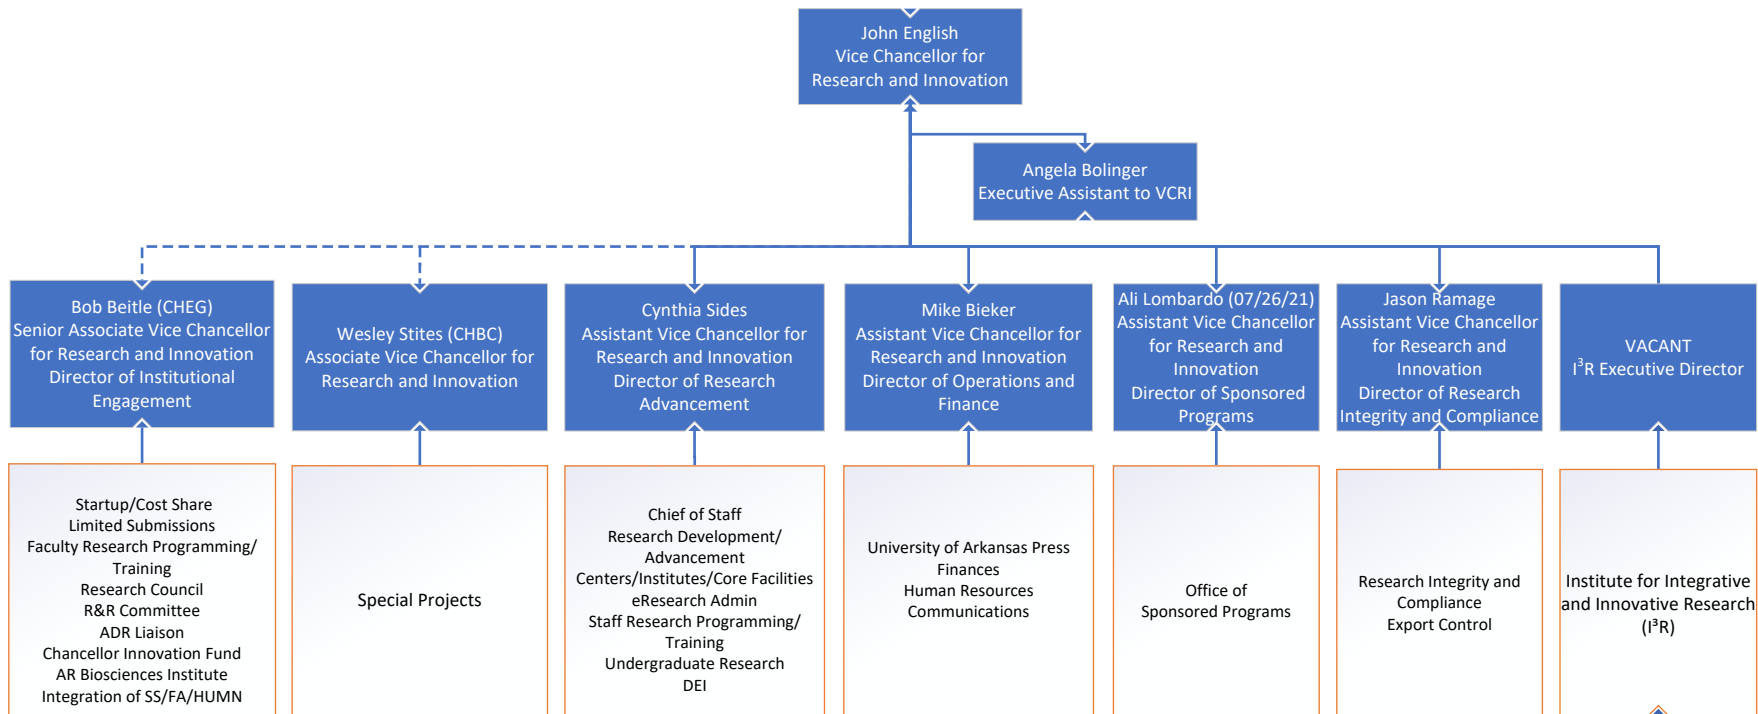 John English
Vice Chancellor for
Research and Innovation
Angela Bolinger
Executive Assistant to VCRI
Bob Beitle (CHEG)
Senior Associate Vice Chancellor
for Research and Innovation
Director of Institutional
Engagement
Wesley Stites (CHBC)
Associate Vice Chancellor for
Research and Innovation
Cynthia Sides
Assistant Vice Chancellor for
Research and Innovation
Director of Research
Advancement
Mike Bieker
Assistant Vice Chancellor for
Research and Innovation
Director of Operations and
Finance
Ali Lombardo (07/26/21)
Assistant Vice Chancellor
for Research and
Innovation
Director of Sponsored
Programs
Jason Ramage
Assistant Vice Chancellor
for Research and
Innovation
Director of Research
Integrity and Compliance
VACANT
I³R Executive Director
Startup/Cost Share
Limited Submissions
Faculty Research Programming/
Training
Research Council
R&R Committee
ADR Liaison
Chancellor Innovation Fund
AR Biosciences Institute
Integration of SS/FA/HUMN
Special Projects
Chief of Staff
Research Development/
Advancement
Centers/Institutes/Core Facilities
eResearch Admin
Staff Research Programming/
Training
Undergraduate Research
DEI
University of Arkansas Press
Finances
Human Resources
Communications
Office of
Sponsored Programs
Research Integrity and
Compliance
Export Control
Institute for Integrative
and Innovative Research
(I³R)